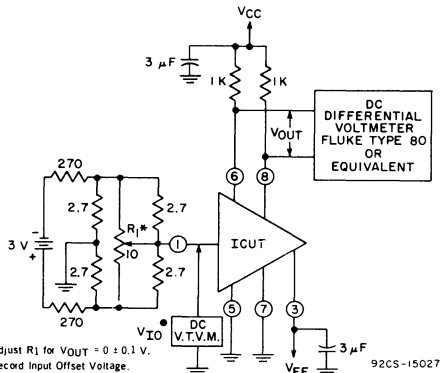 VCC
3 µF
1K
1K
VOUT
DC
DIFFERENTIAL
VOLTMETER
FLUKE TYPE 80
OR
EQUIVALENT
6
8
270
2.7
2.7
R1*
10
3 V
-
+
1
ICUT
2.7
2.7
270
5
7
3
VIO
DC
V.T.V.M.
3 µF
VEE
djust R1 for VOUT = 0 ± 0.1 V.
ecord Input Offset Voltage.
92CS-15027